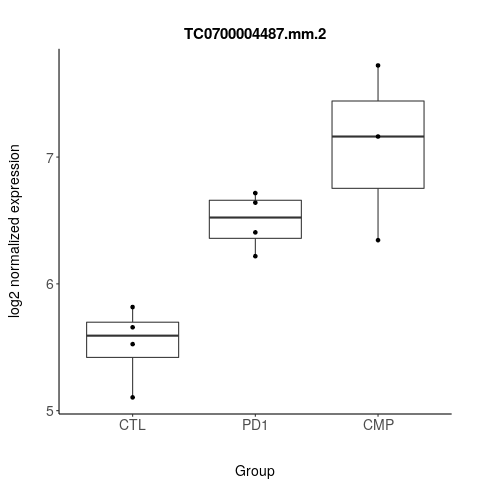 TC0700004487.mm.2
log2 normalized expression
7
6
5
CTL
PD1
CMP
Group